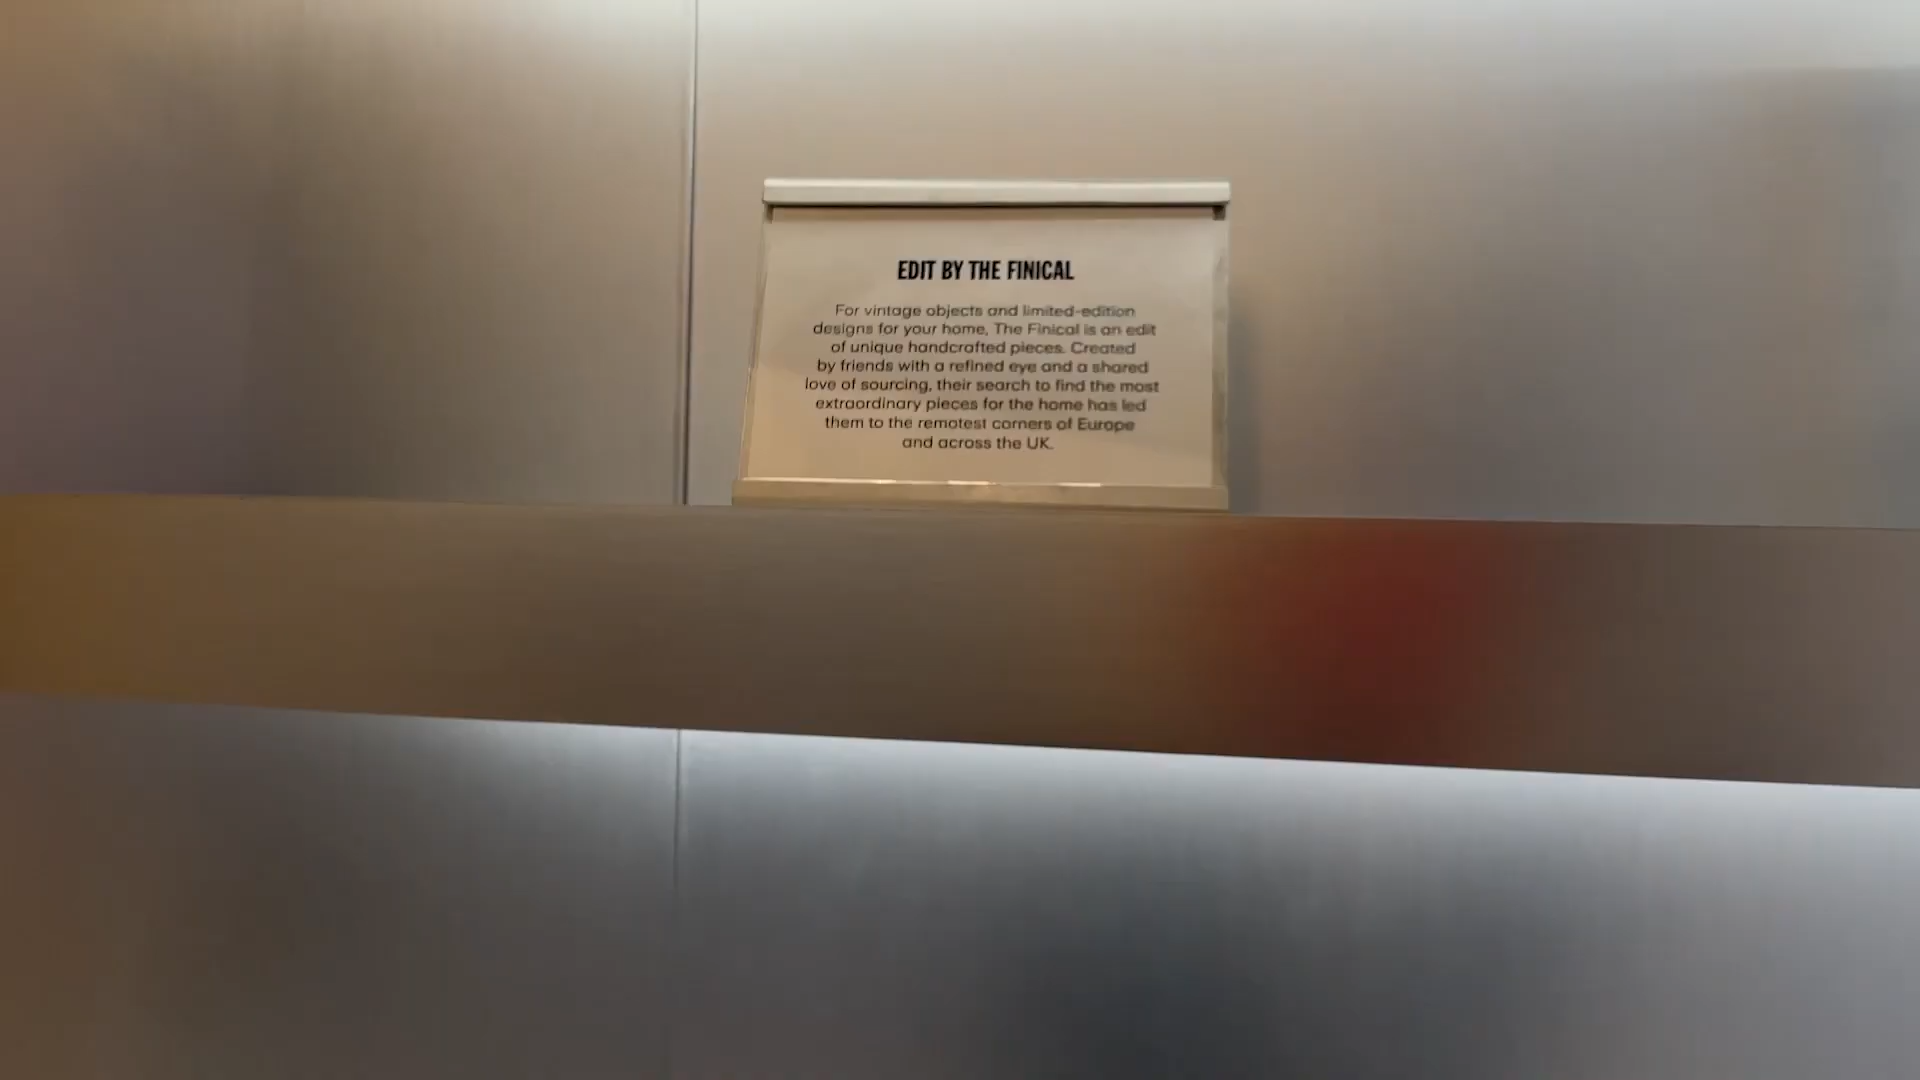 EDIT BY THE FINICAL
For vintage objects and limited-edition
designs for your home, The Finical is an edit
of unique handcrafted pieces. Created
by friends with a refined eye and a shared
love of sourcing, their search to find the most
extraordinary pieces for the home has led
them to the remotest corners of Europe
and across the UK.